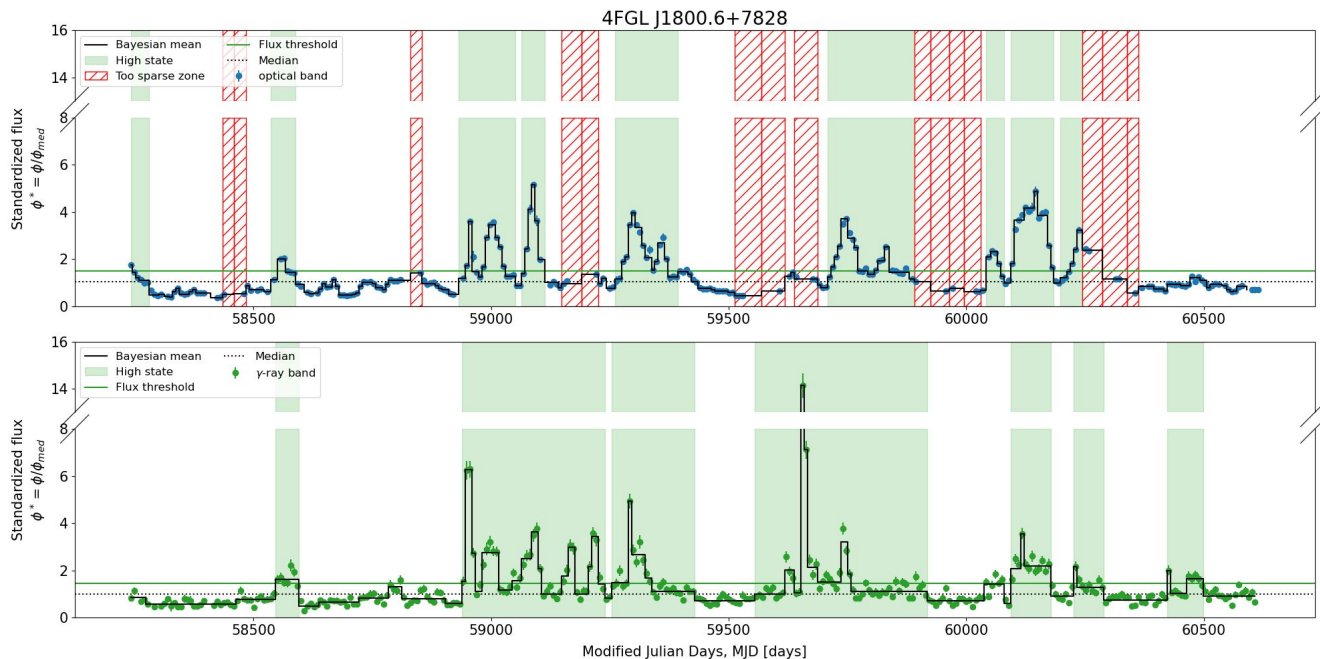 4FGL J1800.6+7828
16
14
8
6
4
2
0
Standardized flux
ϕ* = ϕ/ϕmed
Bayesian mean
High state
Too sparse zone
Flux threshold
Median
optical band
58500
59000
59500
60000
60500
16
14
8
6
4
2
0
Standardized flux
ϕ* = ϕ/ϕmed
Bayesian mean
High state
Flux threshold
Median
γ-ray band
58500
59000
59500
60000
60500
Modified Julian Days, MJD [days]